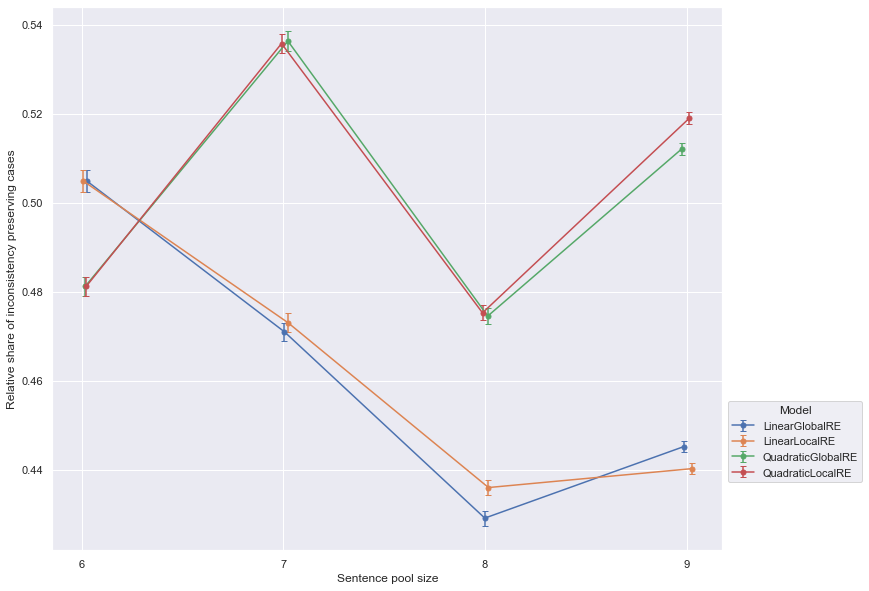 0.54
0.52
0.50
0.48
0.46
0.44
Relative share of inconsistency preserving cases
6 7 8 9
Sentence pool size
Model
LinearGlobalRE
LinearLocalRE
QuadraticGlobalRE
QuadraticLocalRE